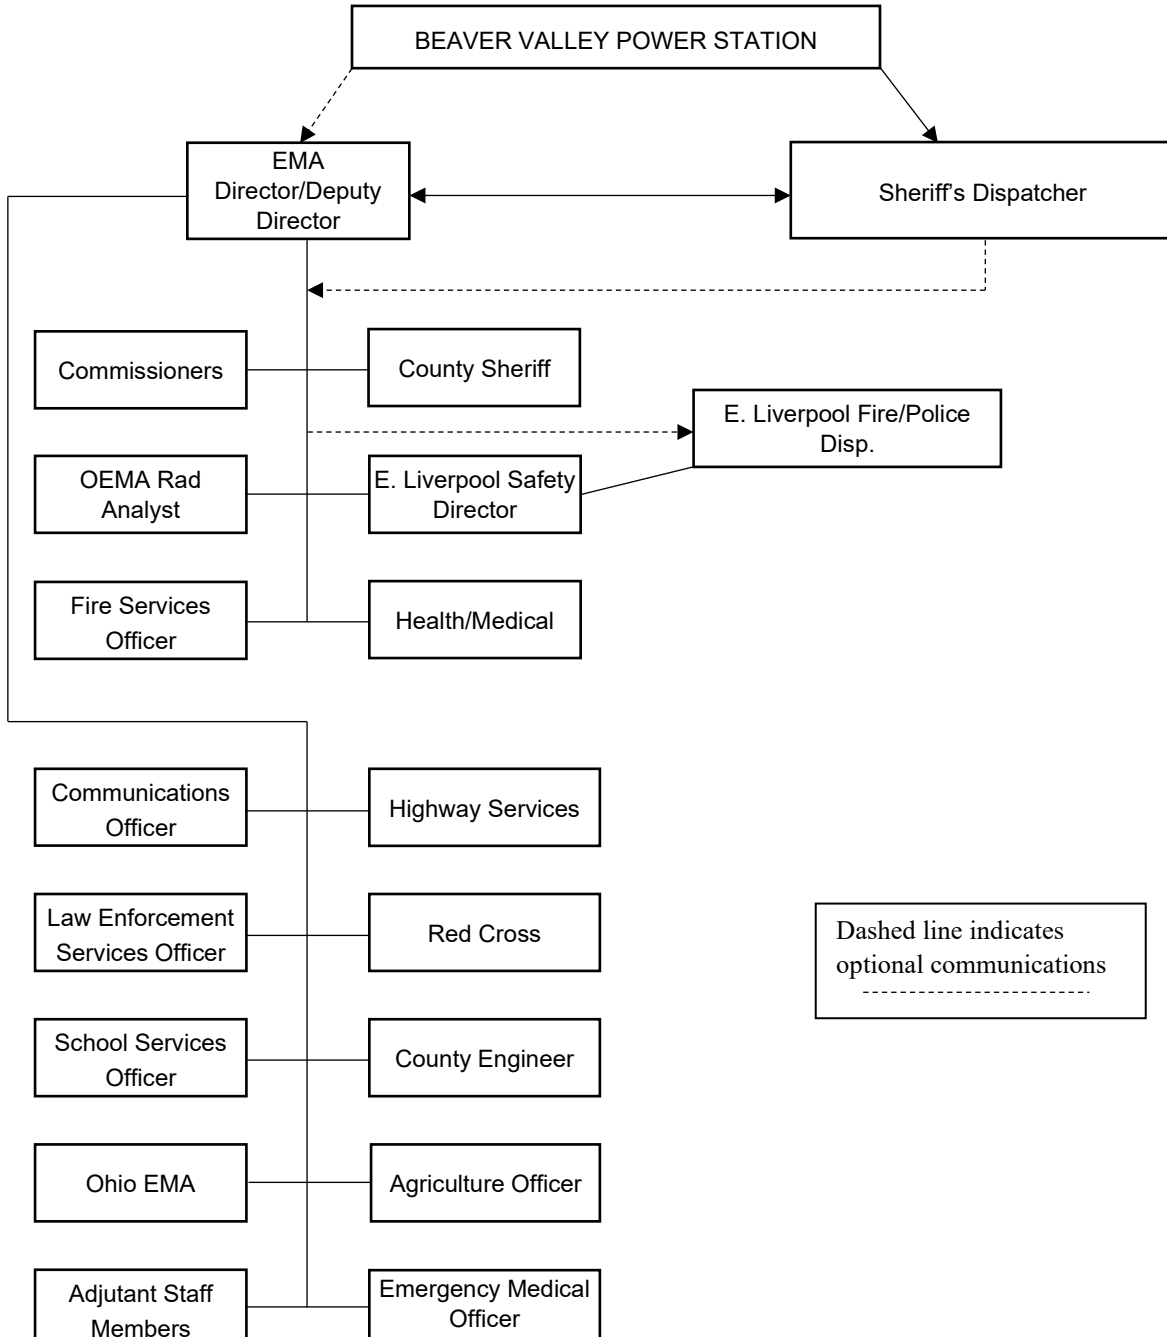 BEAVER VALLEY POWER STATION
EMA
Director/Deputy
Director
Sheriff's Dispatcher
Commissioners
County Sheriff
E. Liverpool Fire/Police
Disp.
OEMA Rad
Analyst
E. Liverpool Safety
Director
Fire Services
Officer
Health/Medical
Communications
Officer
Highway Services
Law Enforcement
Services Officer
Red Cross
Dashed line indicates
optional communications
School Services
Officer
County Engineer
Ohio EMA
Agriculture Officer
Adjutant Staff
Members
Emergency Medical
Officer